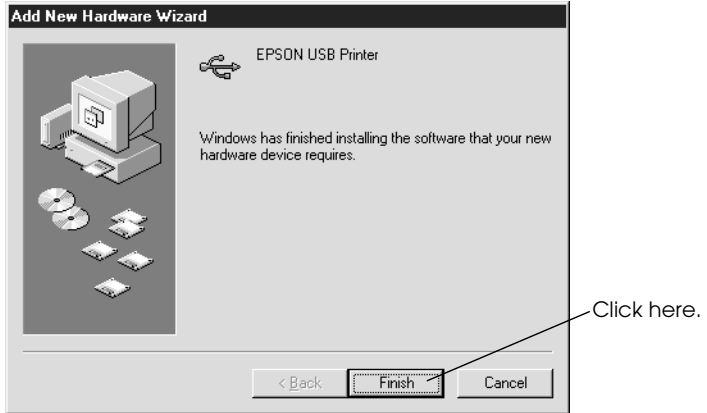 Add New Hardware Wizard
EPSON USB Printer
Windows has finished installing the software that your new
hardware device requires.
Click here.
< Back
Finish
Cancel